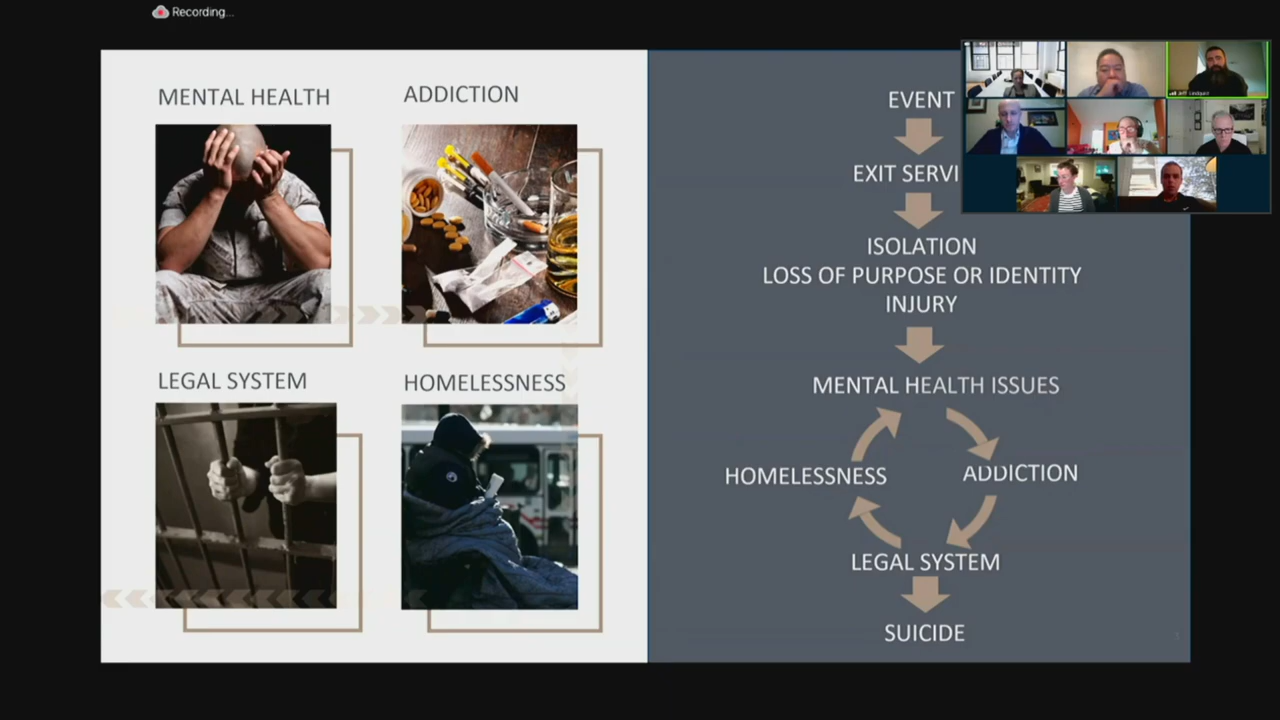 Recording...
MENTAL HEALTH
ADDICTION
LEGAL SYSTEM
HOMELESSNESS
EVENT
EXIT SERVI
ISOLATION
LOSS OF PURPOSE OR IDENTITY
INJURY
MENTAL HEALTH ISSUES
HOMELESSNESS
ADDICTION
LEGAL SYSTEM
SUICIDE
3